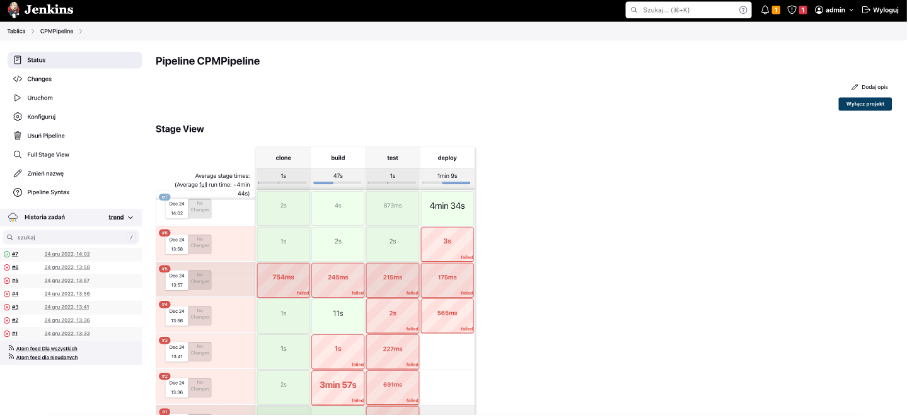 Jenkins
Szukaj... (⌘+K)
1
1
admin
Wyloguj
Tablica
CPMPipeline
Status
Changes
Uruchom
Konfiguruj
Usuń Pipeline
Full Stage View
Zmień nazwę
Pipeline Syntax
Historia zadań
trend
szukaj
/
#7
24 gru 2022, 14:02
#6
24 gru 2022, 13:58
#5
24 gru 2022, 13:57
#4
24 gru 2022, 13:56
#3
24 gru 2022, 13:41
#2
24 gru 2022, 13:36
#1
24 gru 2022, 13:33
Atom feed Dla wszystkich
Atom feed dla nieudanych
Pipeline CPMPipeline
Dodaj opis
Wyłącz projekt
Stage View
clone
build
test
deploy
Average stage times:
(Average full run time: ~4min
44s)
1s
47s
1s
1min 9s
#7
Dec 24
14:02
No
Changes
2s
4s
873ms
4min 34s
#6
Dec 24
13:58
No
Changes
1s
2s
2s
3s
failed
#5
Dec 24
13:57
No
Changes
754ms
failed
245ms
failed
215ms
failed
175ms
failed
#4
Dec 24
13:56
No
Changes
1s
11s
2s
failed
565ms
failed
#3
Dec 24
13:41
No
Changes
1s
1s
failed
227ms
failed
#2
Dec 24
13:36
No
Changes
2s
3min 57s
failed
691ms
failed
#1